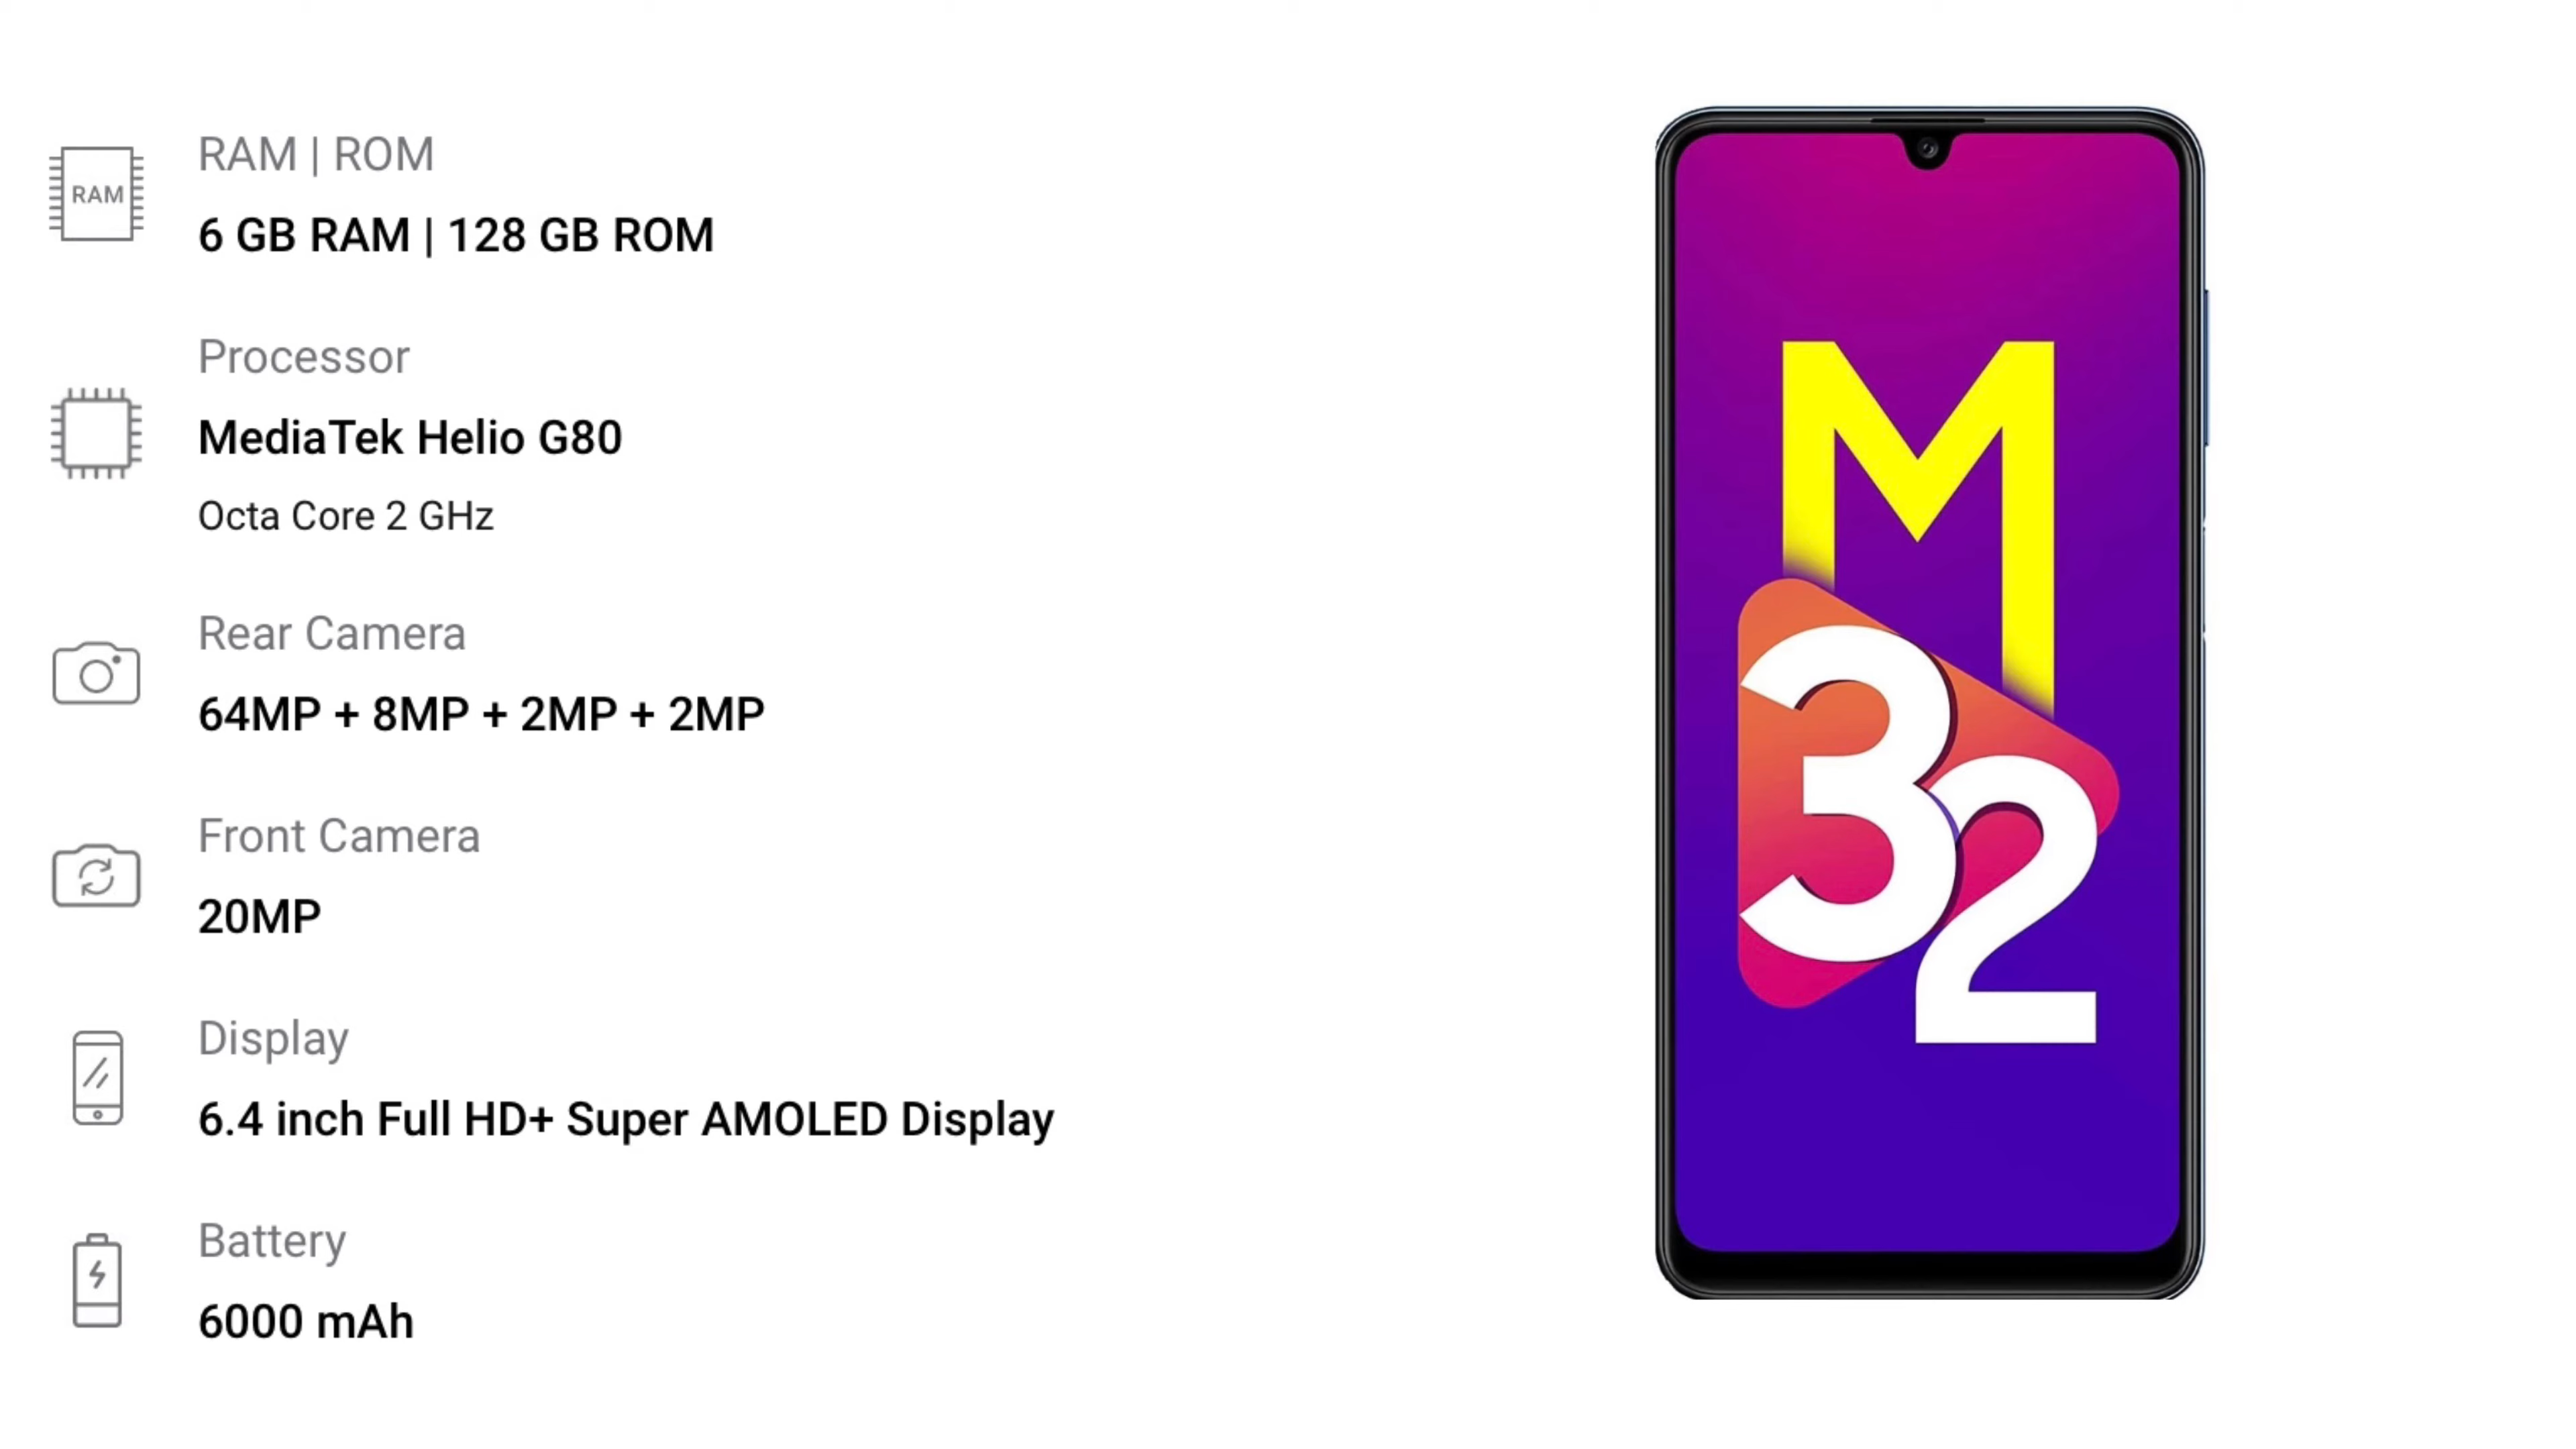 RAM
RAM | ROM
6 GB RAM | 128 GB ROM
Processor
MediaTek Helio G80
Octa Core 2 GHz
Rear Camera
64MP + 8MP + 2MP + 2MP
Front Camera
20MP
Display
6.4 inch Full HD+ Super AMOLED Display
Battery
6000 mAh
M
32